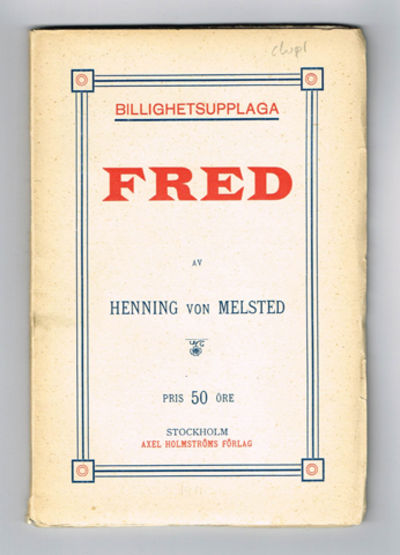 BILLIGHETSUPPLAGA
FRED
AV
HENNING VON MELSTED
PRIS 50 ÖRE
STOCKHOLM
AXEL HOLMSTRÖMS FÖRLAG